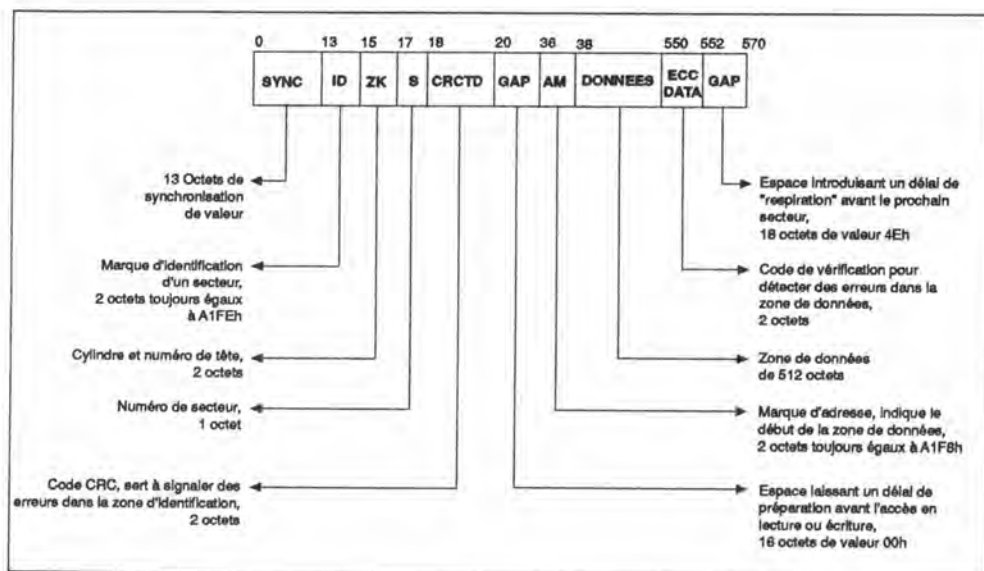 0 13 15 17 18 20 36 38 550 552 570
SYNC ID ZK S CRCTD GAP AM DONNEES ECC DATA GAP
13 Octets de
synchronisation
de valeur
Marque d'identification
d'un secteur,
2 octets toujours égaux
à A1FEh
Cylindre et numéro de tête,
2 octets
Numéro de secteur,
1 octet
Code CRC, sert à signaler des
erreurs dans la zone d'identification,
2 octets
Espace introduisant un délai de
"respiration" avant le prochain
secteur,
18 octets de valeur 4Eh
Code de vérification pour
détecter des erreurs dans la
zone de données,
2 octets
Zone de données
de 512 octets
Marque d'adresse, indique le
début de la zone de données,
2 octets toujours égaux à A1F8h
Espace laissant un délai de
préparation avant l'accès en
lecture ou écriture,
16 octets de valeur 00h